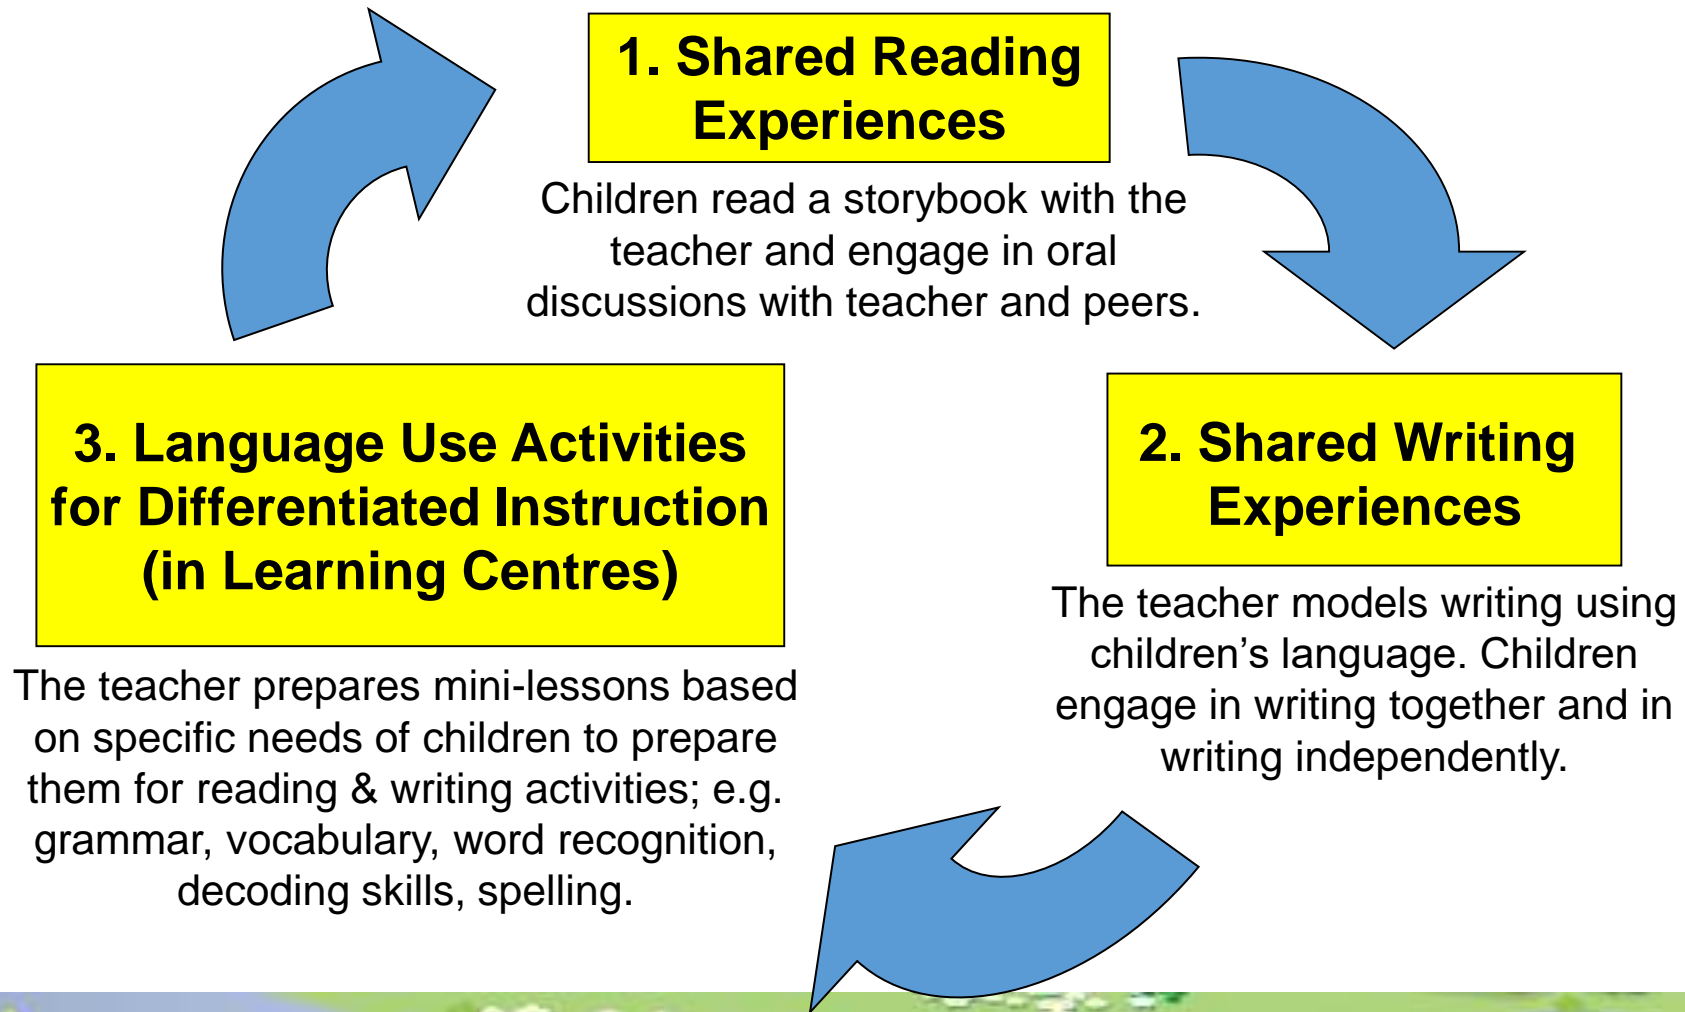 1. Shared Reading
Experiences
Children read a storybook with the
teacher and engage in oral
discussions with teacher and peers.
2. Shared Writing
Experiences
The teacher models writing using
children’s language. Children
engage in writing together and in
writing independently.
3. Language Use Activities
for Differentiated Instruction
(in Learning Centres)
The teacher prepares mini-lessons based
on specific needs of children to prepare
them for reading & writing activities; e.g.
grammar, vocabulary, word recognition,
decoding skills, spelling.